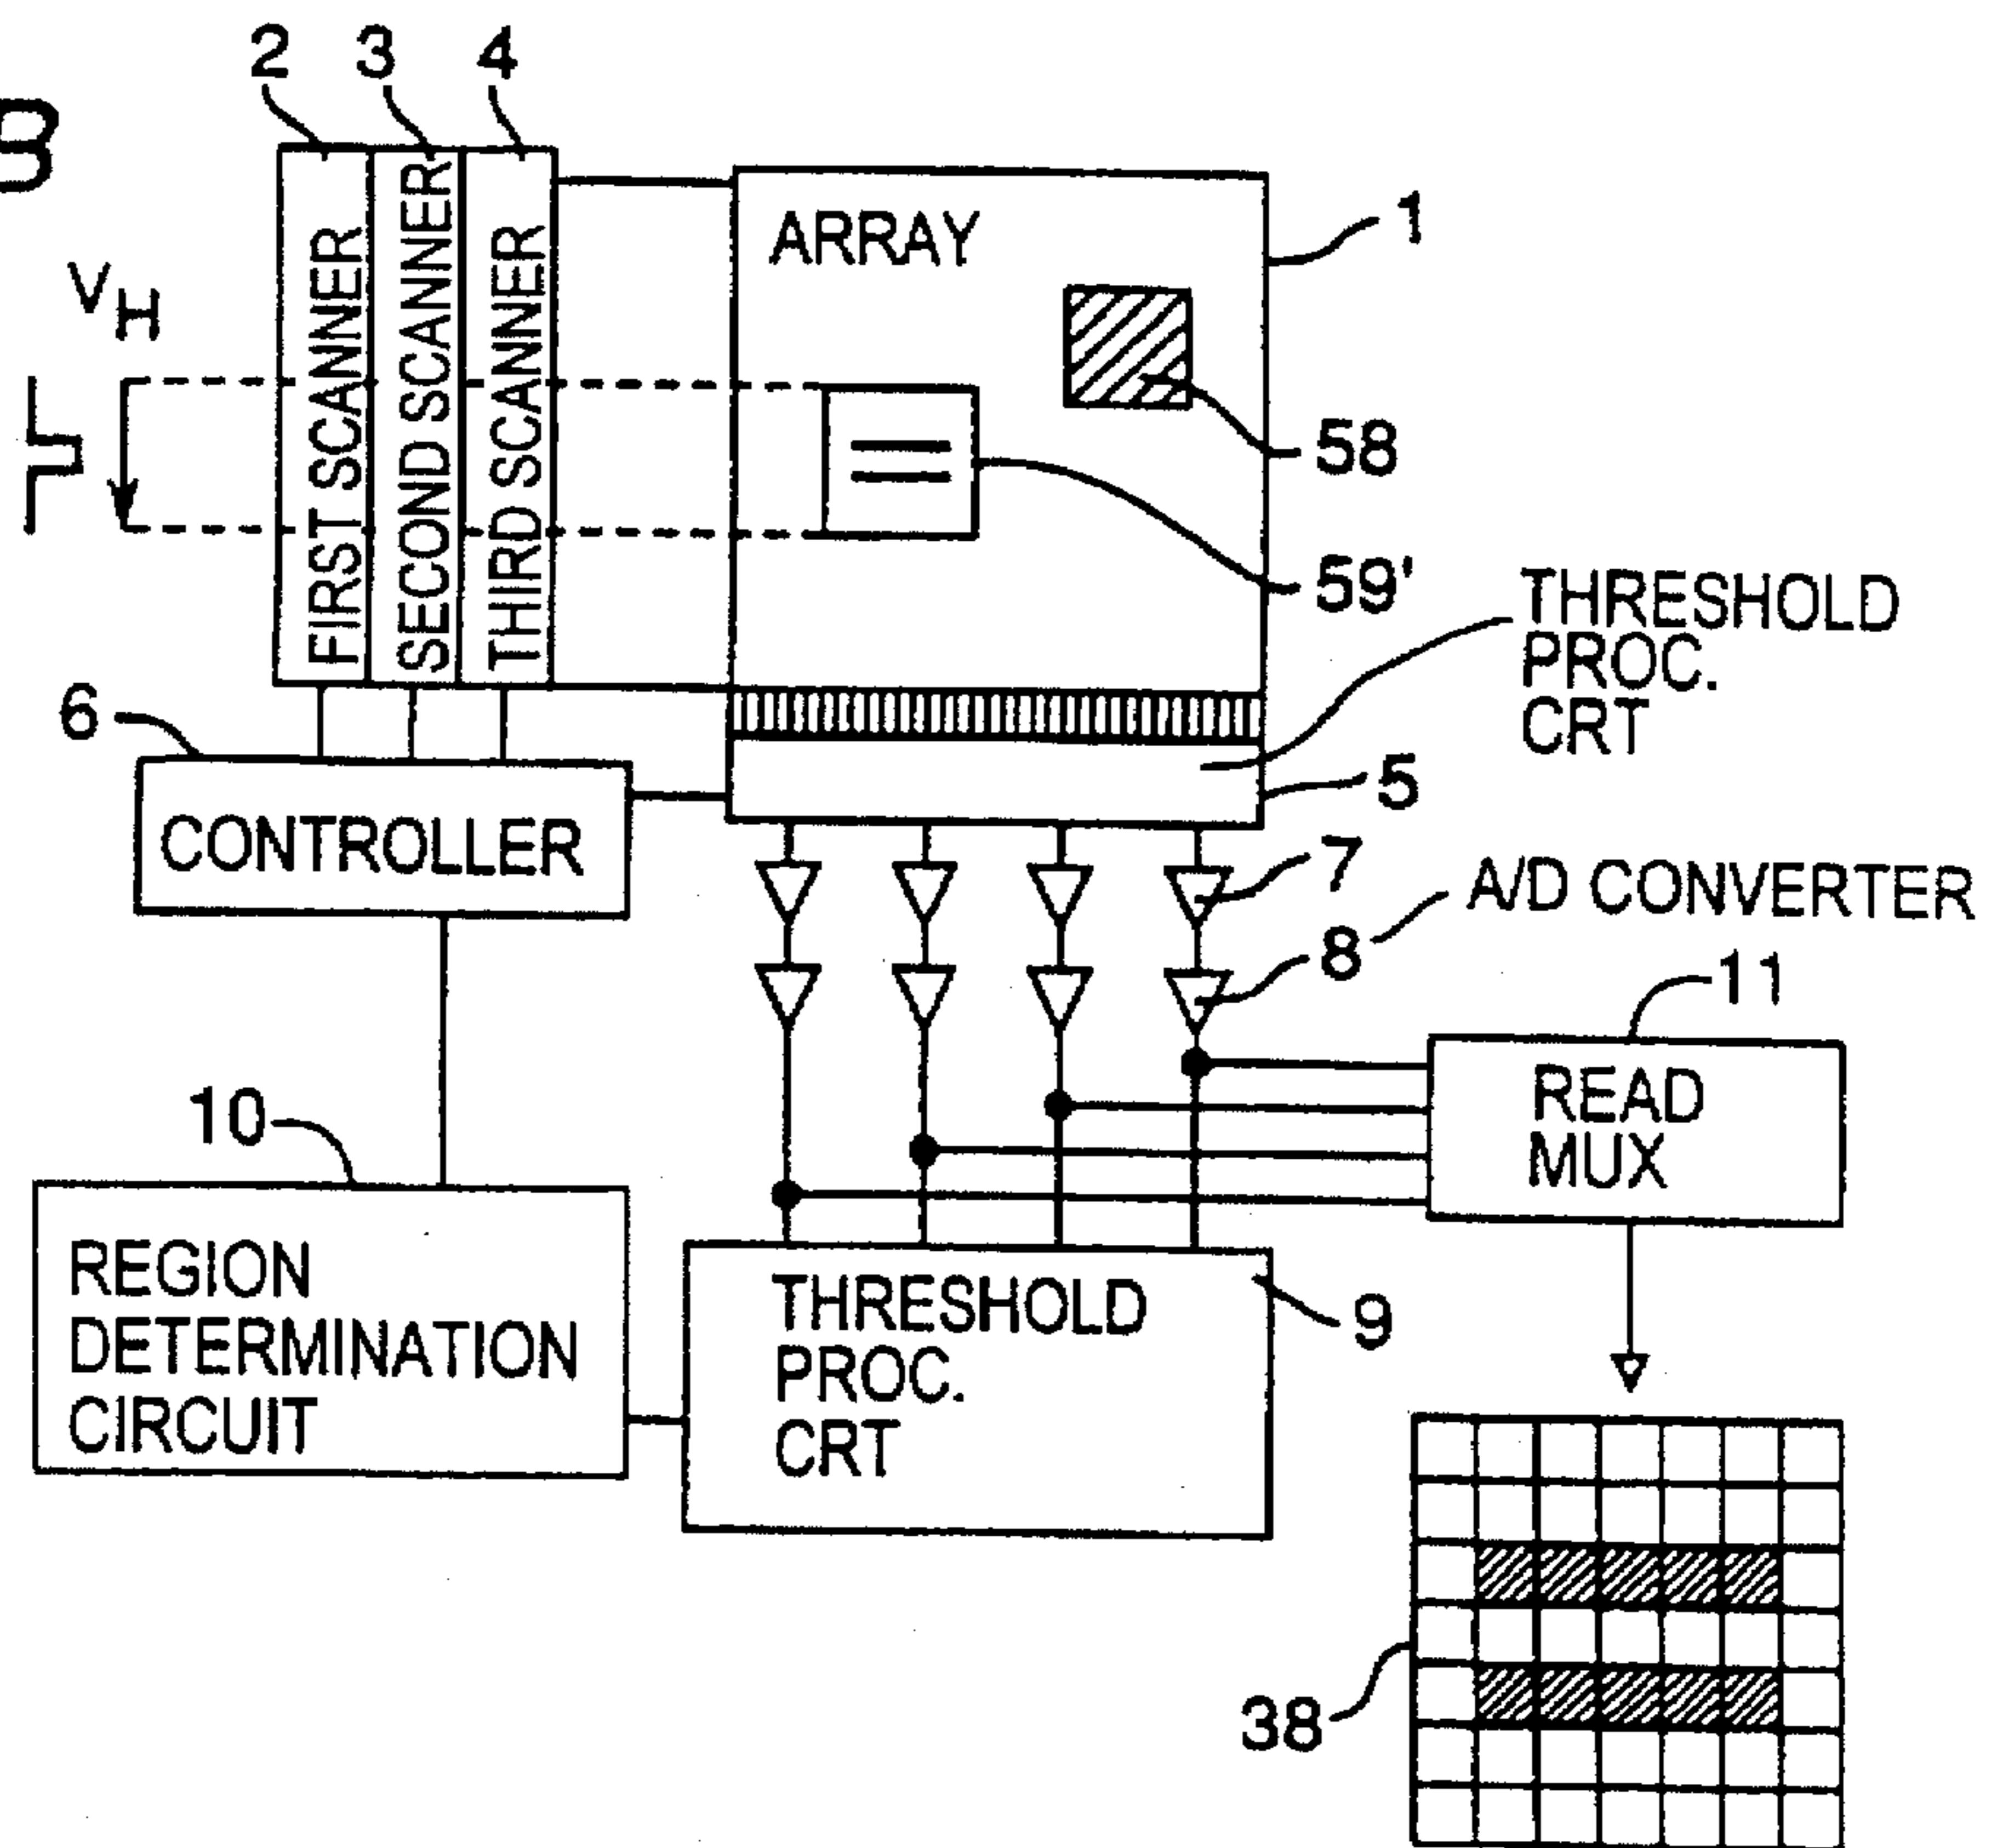 2 3 4
B
V H
FIRST SCANNER
SECOND SCANNER
THIRD SCANNER
ARRAY
1
58
59'
THRESHOLD
PROC.
CRT
5
6
CONTROLLER
7
8
A/D CONVERTER
11
READ
MUX
10
REGION
DETERMINATION
CIRCUIT
THRESHOLD
PROC.
CRT
9
38